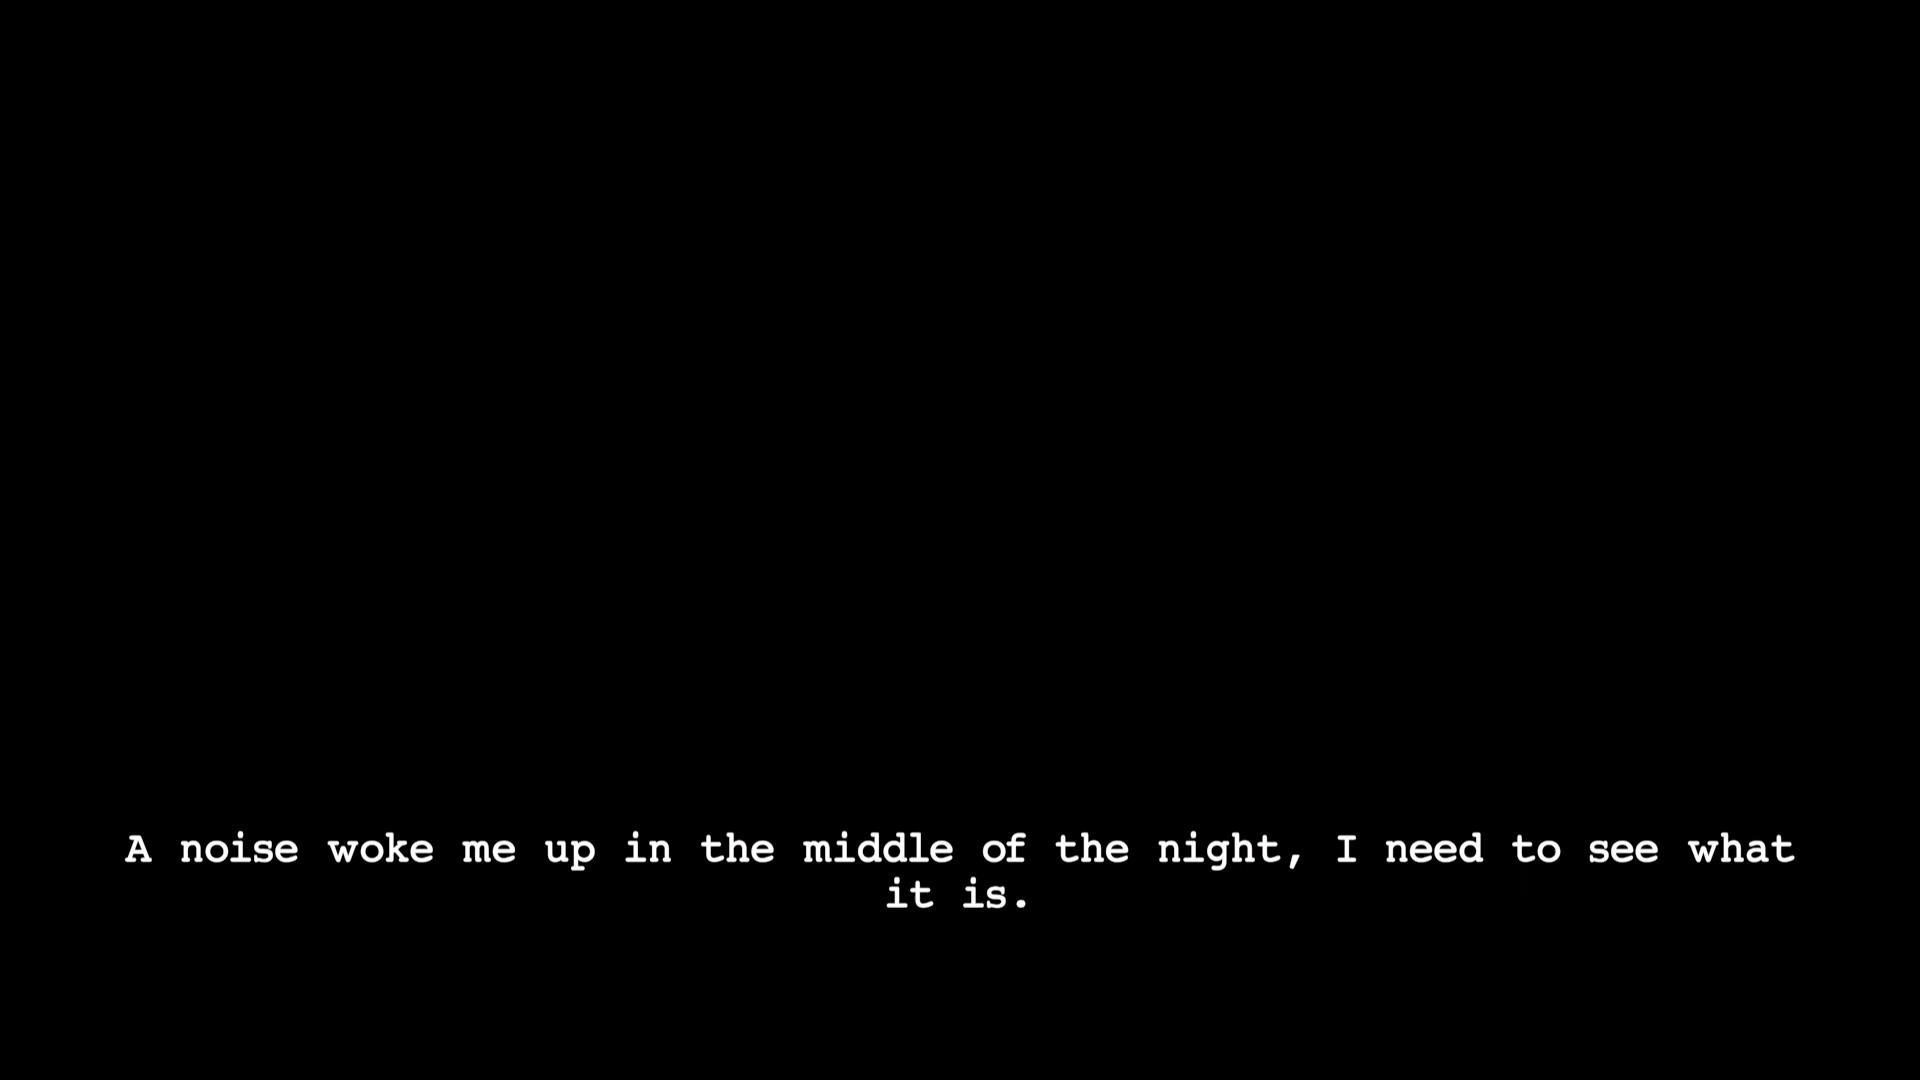 A noise woke me up in the middle of the night, I need to see what
it is.